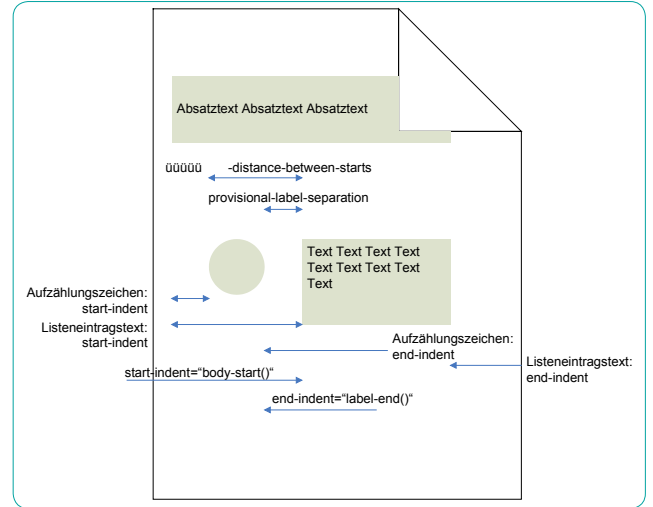 Absatztext Absatztext Absatztext
üüüüü -distance-between-starts
provisional-label-separation
Text Text Text Text
Text Text Text Text
Text
Aufzählungszeichen:
start-indent
Listeneintragstext:
start-indent
Aufzählungszeichen:
end-indent
Listeneintragstext:
end-indent
start-indent=“body-start()“
end-indent=“label-end()“